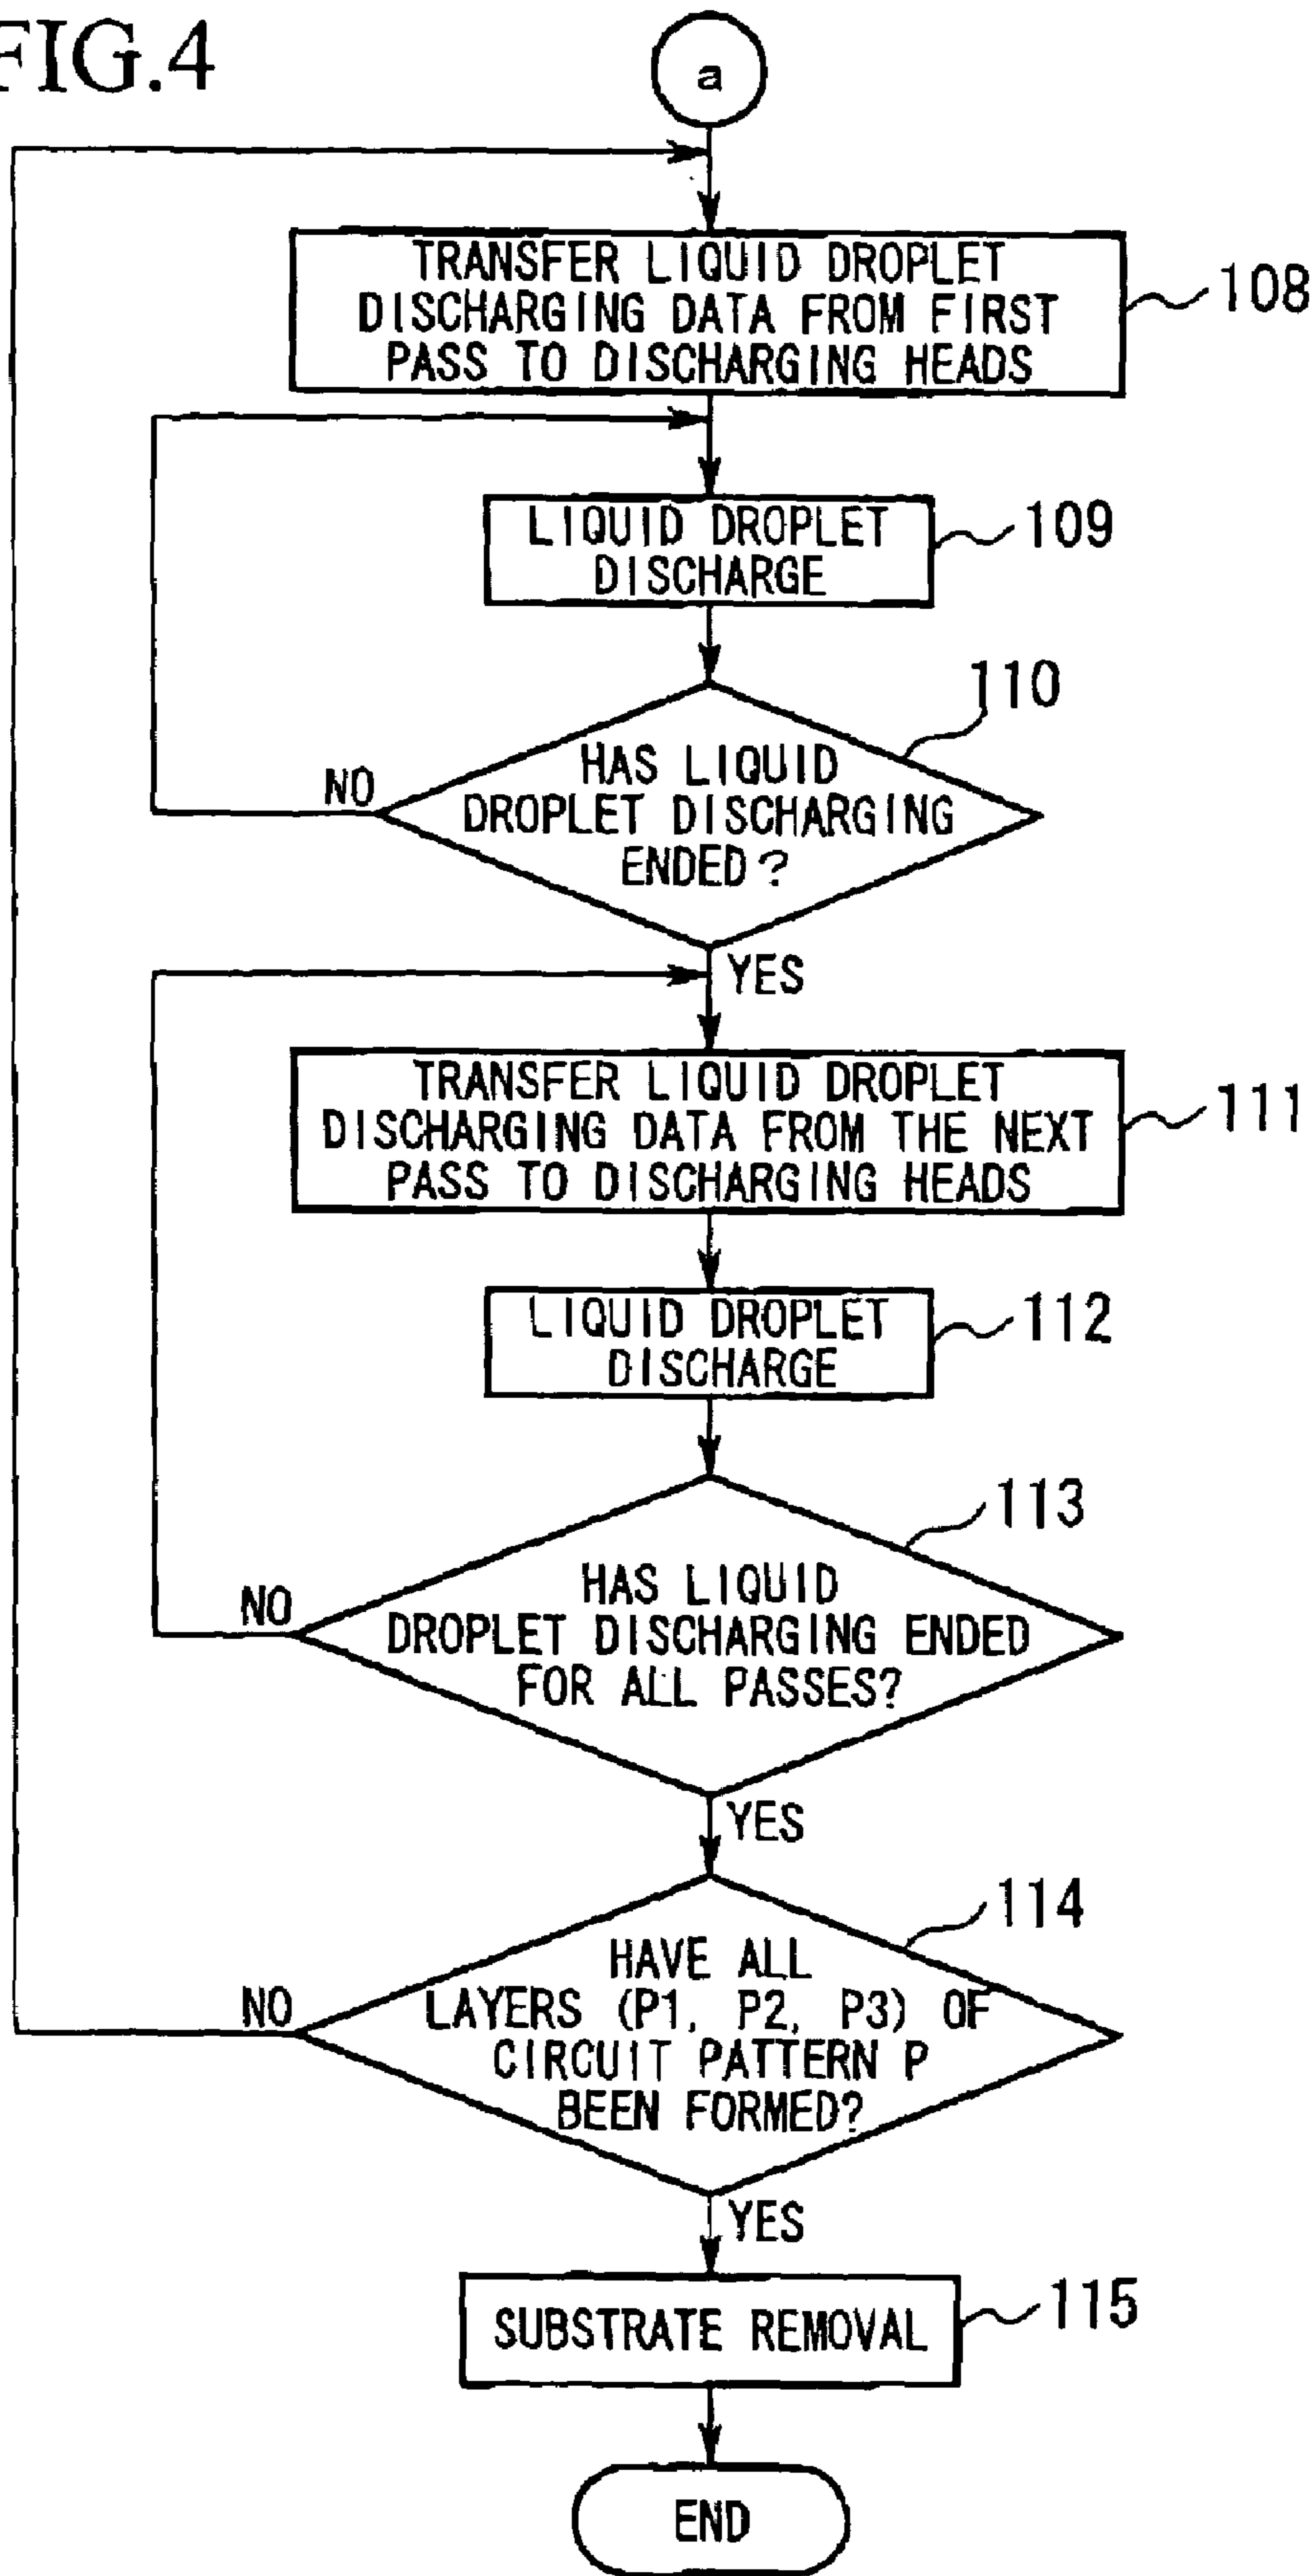 FIG.4
a
TRANSFER LIQUID DROPLET
DISCHARGING DATA FROM FIRST
PASS TO DISCHARGING HEADS
108
LIQUID DROPLET
DISCHARGE
109
110
HAS LIQUID
DROPLET DISCHARGING
ENDED?
NO
YES
TRANSFER LIQUID DROPLET
DISCHARGING DATA FROM THE NEXT
PASS TO DISCHARGING HEADS
111
LIQUID DROPLET
DISCHARGE
112
113
HAS LIQUID
DROPLET DISCHARGING ENDED
FOR ALL PASSES?
NO
YES
114
HAVE ALL
LAYERS (P1, P2, P3) OF
CIRCUIT PATTERN P
BEEN FORMED?
NO
YES
SUBSTRATE REMOVAL
115
END